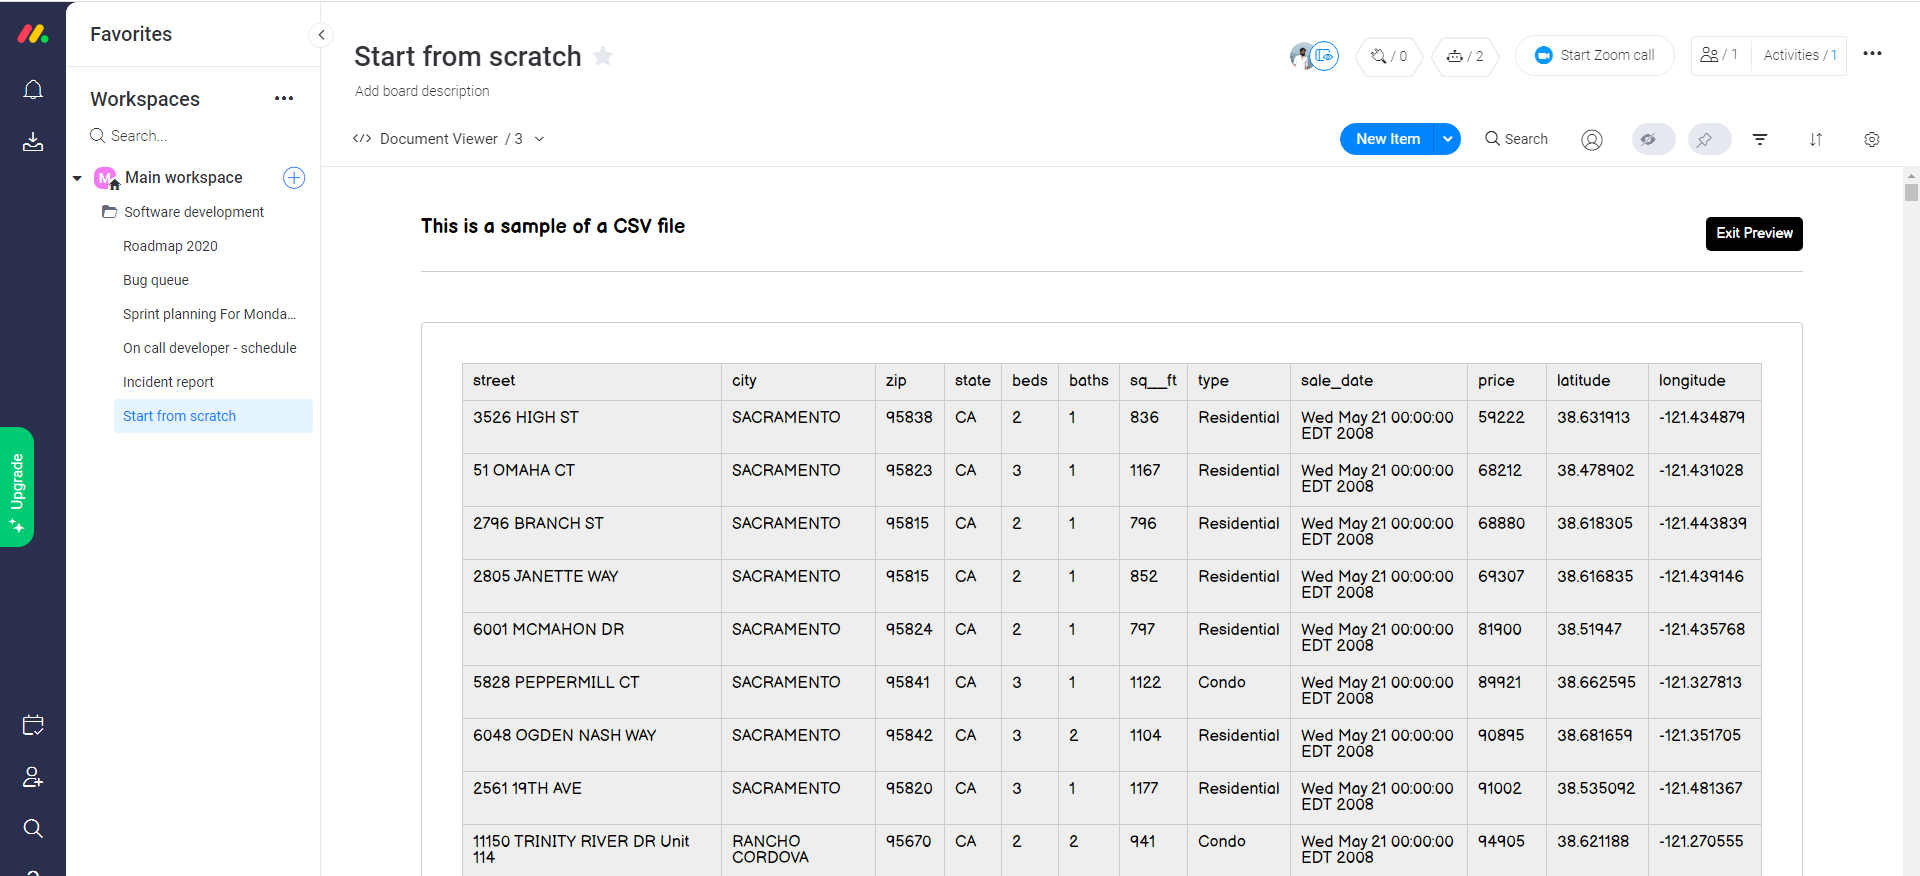 Favorites
Workspaces
Search...
M Main workspace
Software development
Roadmap 2020
Bug queue
Sprint planning For Monda...
On call developer - schedule
Incident report
Start from scratch
Upgrade
Start from scratch
/ 0
/ 2
Start Zoom call
/ 1
Activities / 1
Add board description
</> Document Viewer / 3
New Item
Search
This is a sample of a CSV file
Exit Preview
street city zip state beds baths sq__ft type sale_date price latitude longitude
3526 HIGH ST SACRAMENTO 95838 CA 2 1 836 Residential Wed May 21 00:00:00 59222 38.631913 -121.434879
EDT 2008
51 OMAHA CT SACRAMENTO 95823 CA 3 1 1167 Residential Wed May 21 00:00:00 68212 38.478902 -121.431028
EDT 2008
2796 BRANCH ST SACRAMENTO 95815 CA 2 1 796 Residential Wed May 21 00:00:00 68880 38.618305 -121.443839
EDT 2008
2805 JANETTE WAY SACRAMENTO 95815 CA 2 1 852 Residential Wed May 21 00:00:00 69307 38.616835 -121.439146
EDT 2008
6001 MCMAHON DR SACRAMENTO 95824 CA 2 1 797 Residential Wed May 21 00:00:00 81900 38.51947 -121.435768
EDT 2008
5828 PEPPERMILL CT SACRAMENTO 95841 CA 3 1 1122 Condo Wed May 21 00:00:00 89921 38.662595 -121.327813
EDT 2008
6048 OGDEN NASH WAY SACRAMENTO 95842 CA 3 2 1104 Residential Wed May 21 00:00:00 90895 38.681659 -121.351705
EDT 2008
2561 19TH AVE SACRAMENTO 95820 CA 3 1 1177 Residential Wed May 21 00:00:00 91002 38.535092 -121.481367
EDT 2008
11150 TRINITY RIVER DR Unit RANCHO 95670 CA 2 2 941 Condo Wed May 21 00:00:00 94905 38.621188 -121.270555
114 CORDOVA EDT 2008